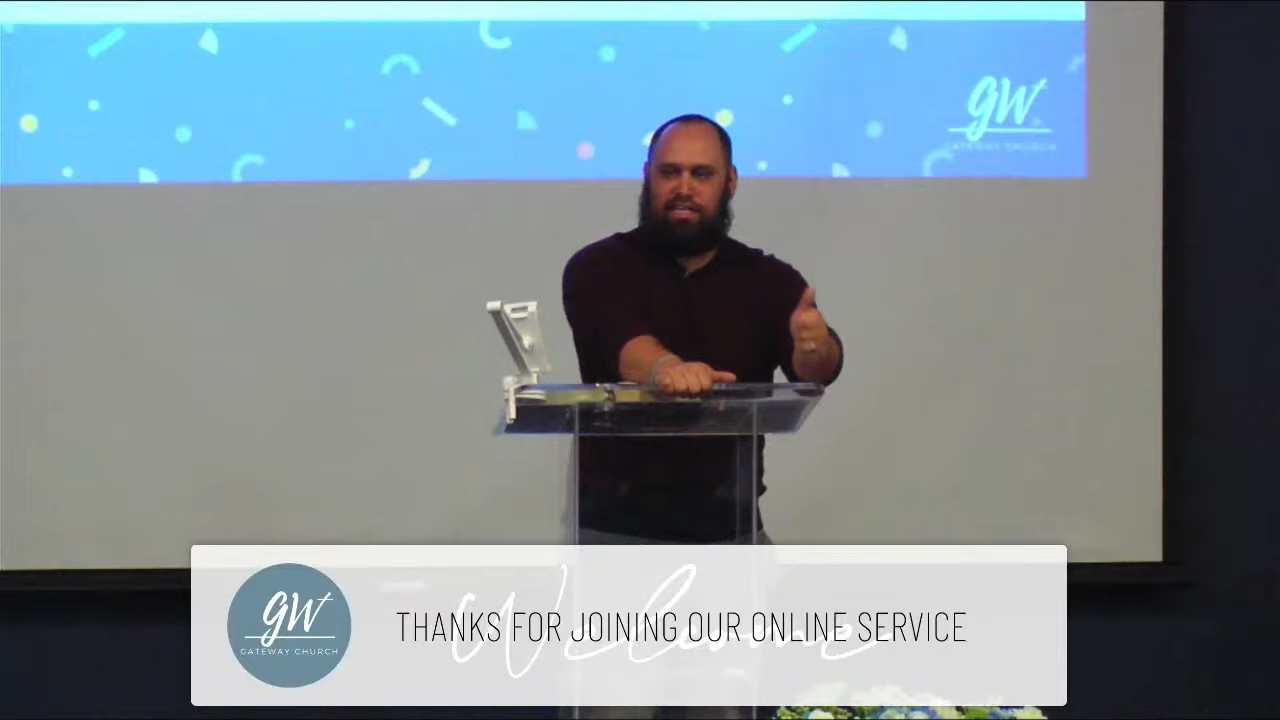 gw
GATEWAY CHURCH
gw
GATEWAY CHURCH
Welcome
THANKS FOR JOINING OUR ONLINE SERVICE